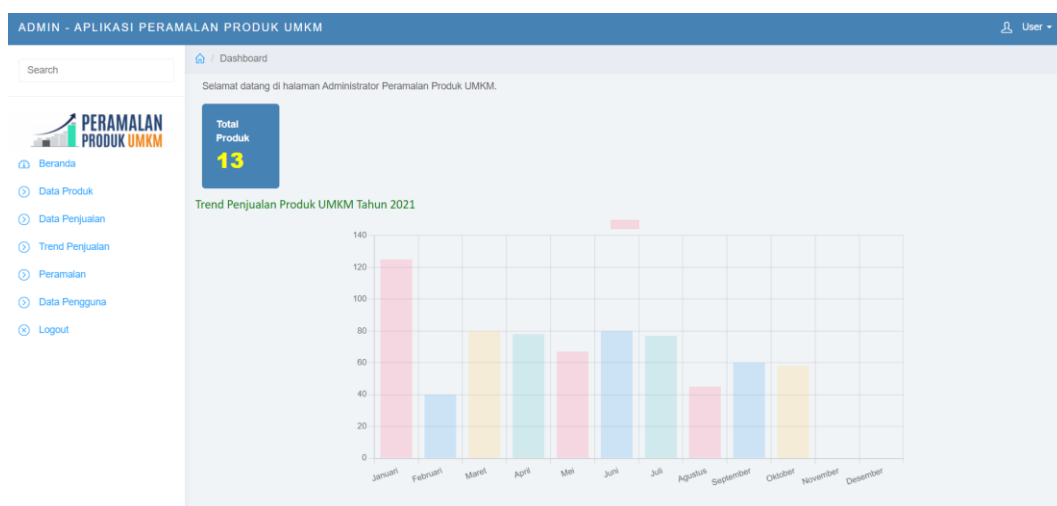 ADMIN - APLIKASI PERAMALAN PRODUK UMKM
User
Search
Dashboard
Selamat datang di halaman Administrator Peramalan Produk UMKM.
PERAMALAN
PRODUK UMKM
Total
Produk
13
Beranda
Data Produk
Data Penjualan
Trend Penjualan
Peramalan
Data Pengguna
Logout
Trend Penjualan Produk UMKM Tahun 2021
140
120
100
80
60
40
20
0
Januari Februari Maret April Mei Juni Juli Agustus September Oktober November Desember